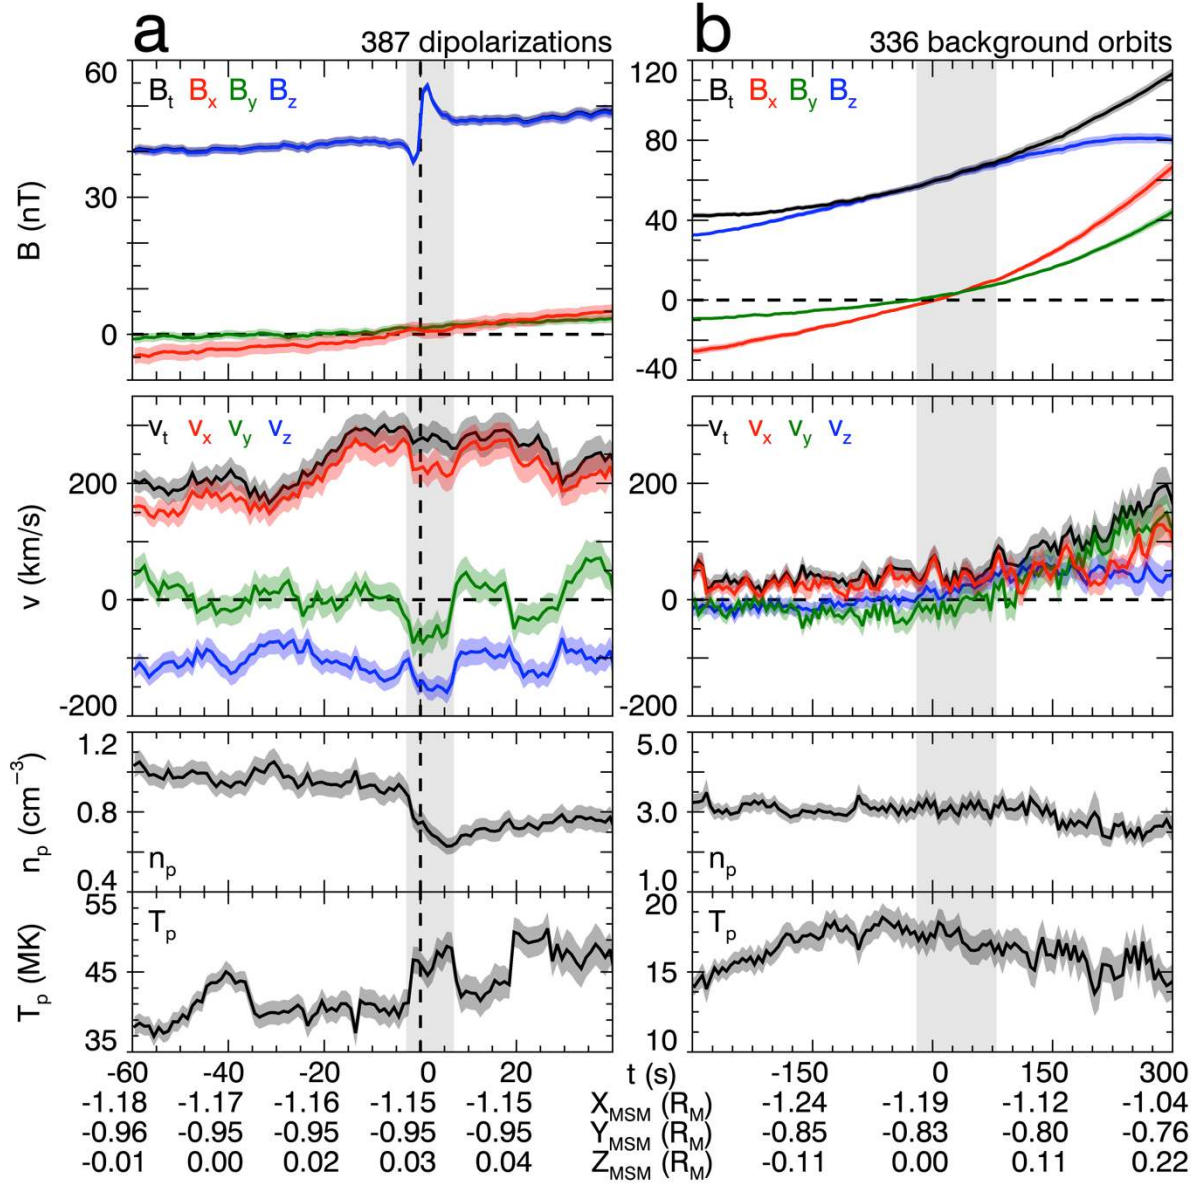 a
387 dipolarizations
b
336 background orbits
60
30
0
B (nT)
Bt Bx By Bz
120
80
40
0
-40
Bt Bx By Bz
200
0
-200
v (km/s)
vt vx vy vz
200
0
-200
vt vx vy vz
1.2
0.8
0.4
np (cm−3)
np
5.0
3.0
1.0
np
55
45
35
Tp (MK)
Tp
20
15
10
Tp
-60 -40 -20 0 20 t (s) -150 0 150 300
-1.18 -1.17 -1.16 -1.15 -1.15 XMSM (RM) -1.24 -1.19 -1.12 -1.04
-0.96 -0.95 -0.95 -0.95 -0.95 YMSM (RM) -0.85 -0.83 -0.80 -0.76
-0.01 0.00 0.02 0.03 0.04 ZMSM (RM) -0.11 0.00 0.11 0.22